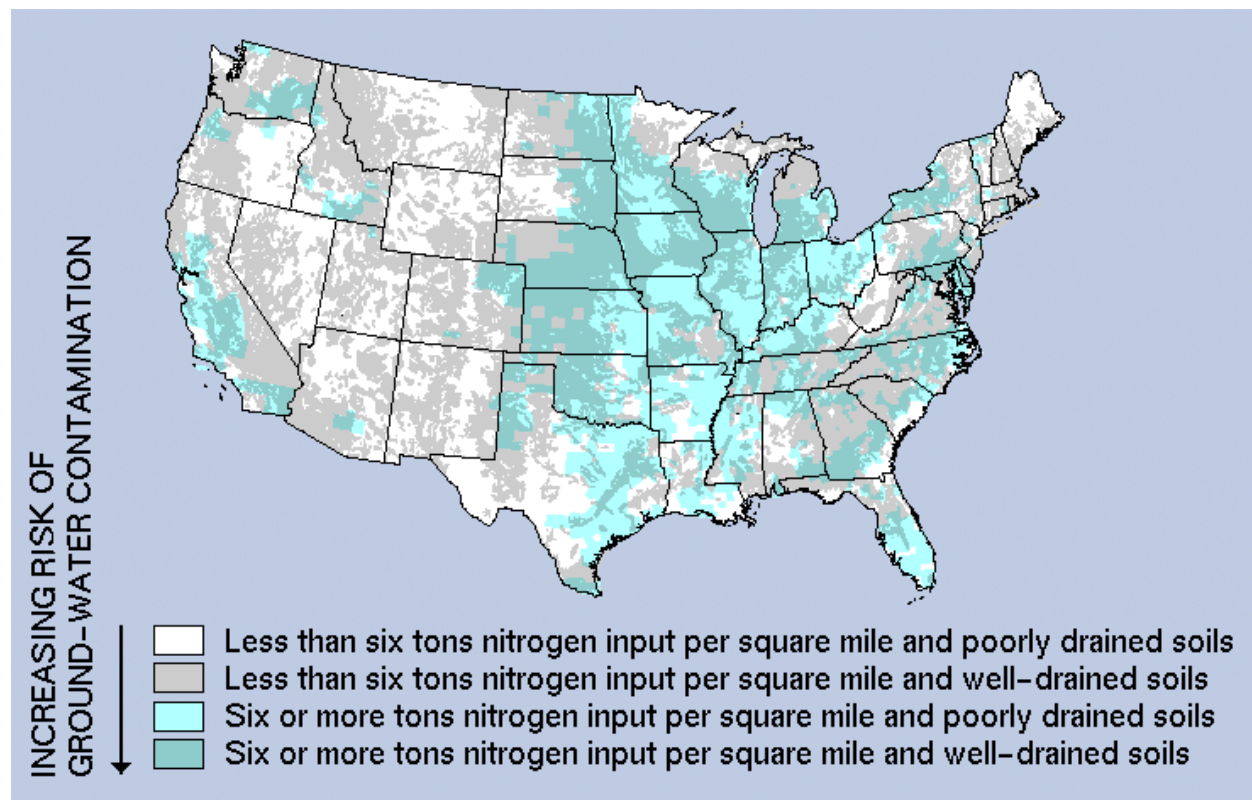 INCREASING RISK OF
GROUND-WATER CONTAMINATION
Less than six tons nitrogen input per square mile and poorly drained soils
Less than six tons nitrogen input per square mile and well-drained soils
Six or more tons nitrogen input per square mile and poorly drained soils
Six or more tons nitrogen input per square mile and well-drained soils